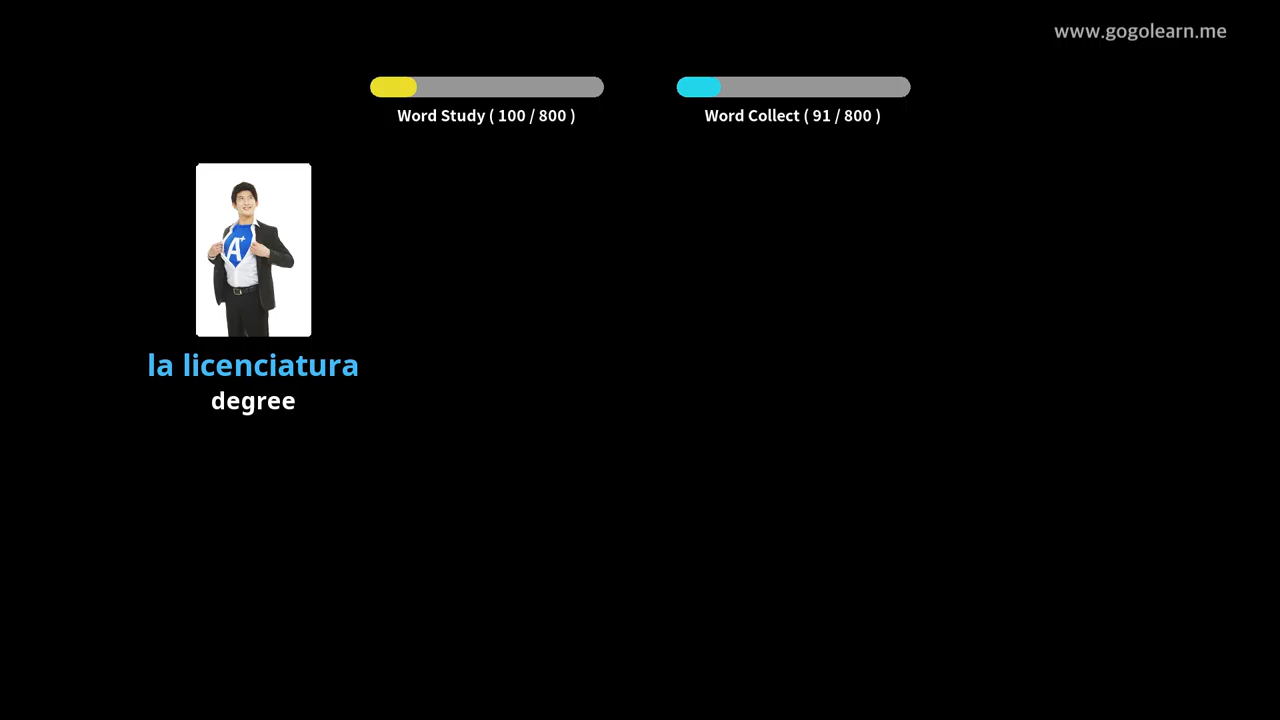 www.gogolearn.me
Word Study ( 100 / 800 )
Word Collect ( 91 / 800 )
A+
la licenciatura
degree